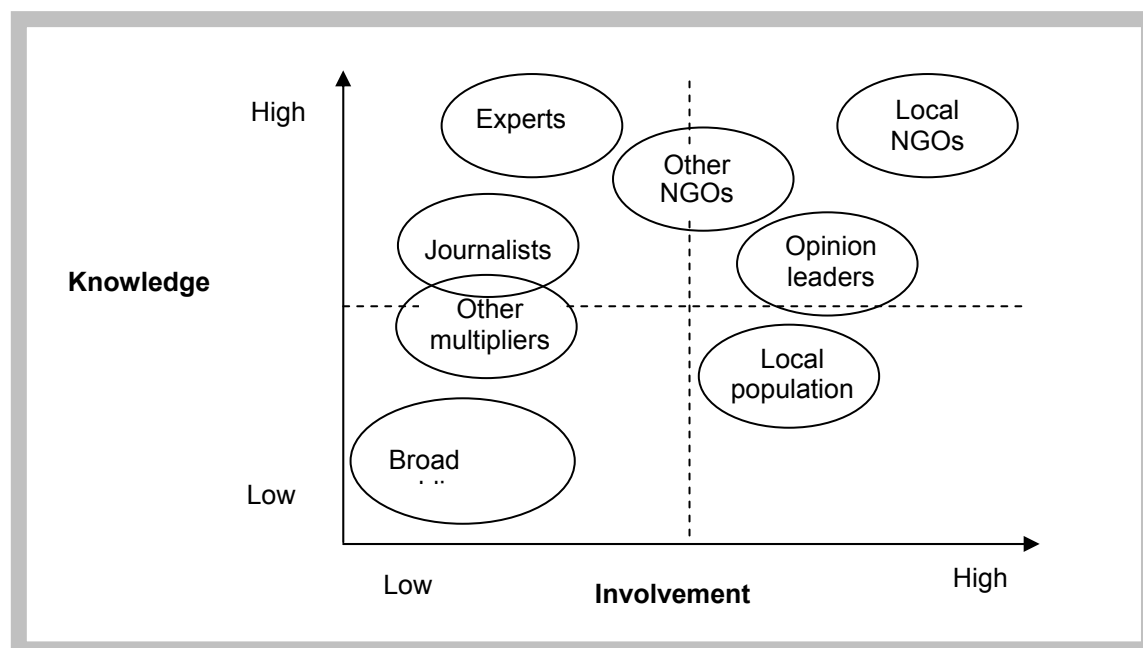 High
Experts
Local
NGOs
Other
NGOs
Journalists
Opinion
leaders
Knowledge
Other
multipliers
Local
population
Broad
Low
Low
Involvement
High